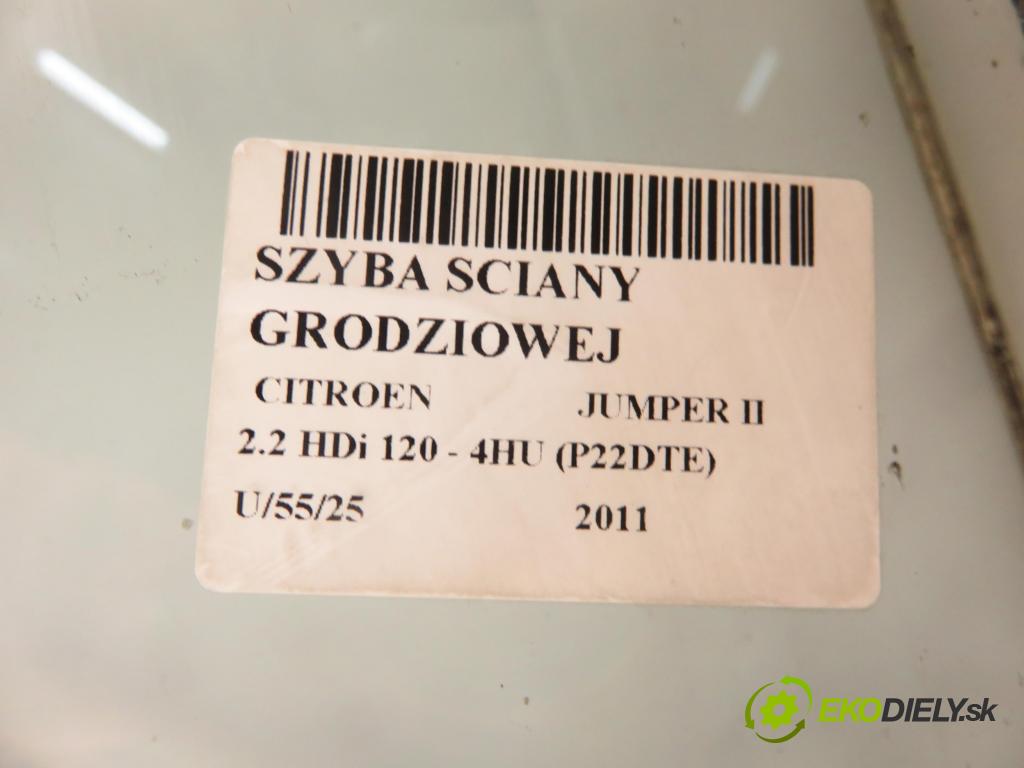 SZYBA SCIANY
GRODZIOWEJ
CITROEN JUMPER II
2.2 HDi 120 - 4HU (P22DTE)
U/55/25 2011
EKODIELY.sk